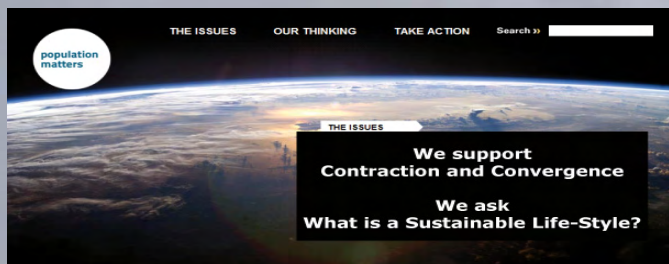 THE ISSUES OUR THINKING TAKE ACTION Search »
population
matters
THE ISSUES
We support
Contraction and Convergence
We ask
What is a Sustainable Life-Style?